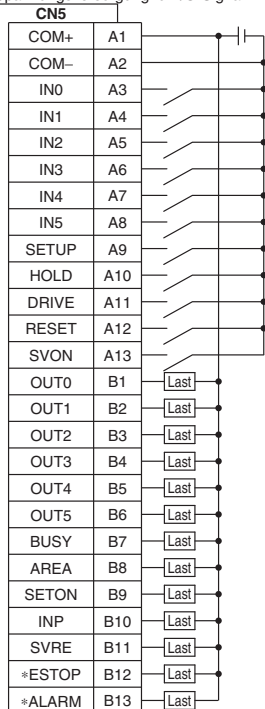 CN5
COM+ A1
COM− A2
IN0 A3
IN1 A4
IN2 A5
IN3 A6
IN4 A7
IN5 A8
SETUP A9
HOLD A10
DRIVE A11
RESET A12
SVON A13
OUT0 B1 Last
OUT1 B2 Last
OUT2 B3 Last
OUT3 B4 Last
OUT4 B5 Last
OUT5 B6 Last
BUSY B7 Last
AREA B8 Last
SETON B9 Last
INP B10 Last
SVRE B11 Last
∗ESTOP B12 Last
∗ALARM B13 Last